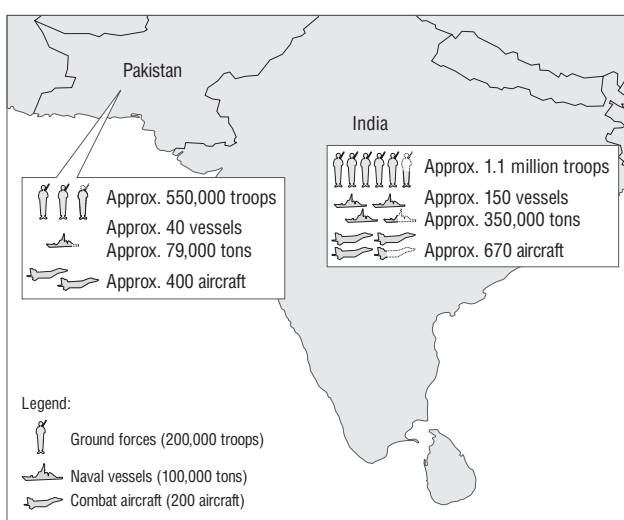 Pakistan
India
Approx. 550,000 troops
Approx. 40 vessels
Approx. 79,000 tons
Approx. 400 aircraft
Approx. 1.1 million troops
Approx. 150 vessels
Approx. 350,000 tons
Approx. 670 aircraft
Legend:
Ground forces (200,000 troops)
Naval vessels (100,000 tons)
Combat aircraft (200 aircraft)